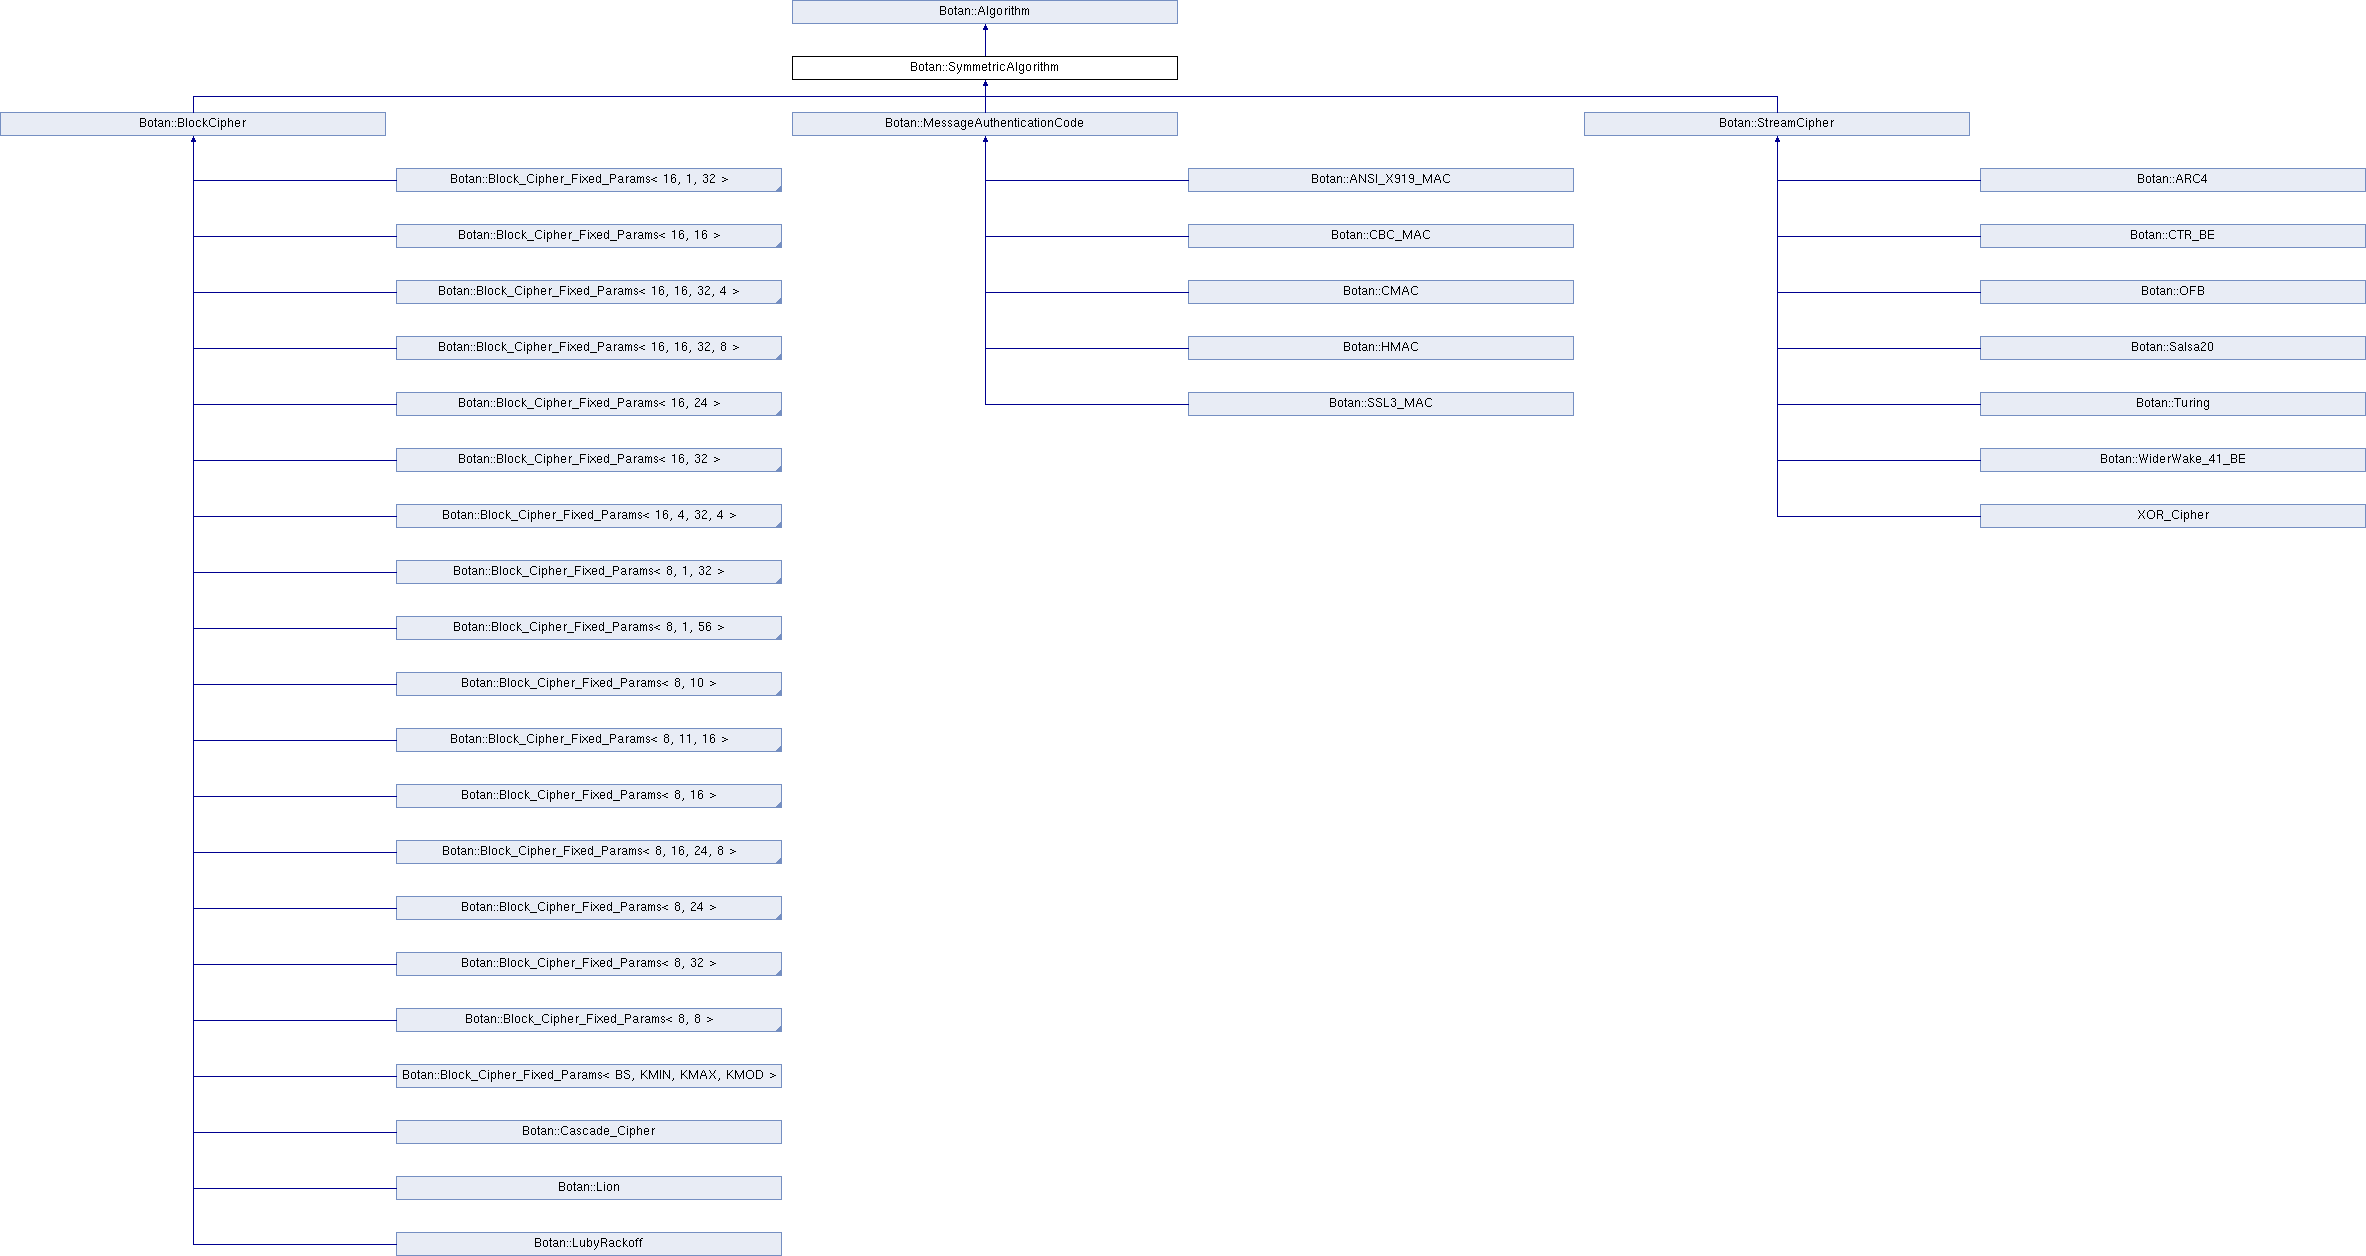 Botan::Algorithm
Botan::SymmetricAlgorithm
Botan::BlockCipher
Botan::MessageAuthenticationCode
Botan::StreamCipher
Botan::Block_Cipher_Fixed_Params< 16, 1, 32 >
Botan::ANSI_X919_MAC
Botan::ARC4
Botan::Block_Cipher_Fixed_Params< 16, 16 >
Botan::CBC_MAC
Botan::CTR_BE
Botan::Block_Cipher_Fixed_Params< 16, 16, 32, 4 >
Botan::CMAC
Botan::OFB
Botan::Block_Cipher_Fixed_Params< 16, 16, 32, 8 >
Botan::HMAC
Botan::Salsa20
Botan::Block_Cipher_Fixed_Params< 16, 24 >
Botan::SSL3_MAC
Botan::Turing
Botan::Block_Cipher_Fixed_Params< 16, 32 >
Botan::WiderWake_41_BE
Botan::Block_Cipher_Fixed_Params< 16, 4, 32, 4 >
XOR_Cipher
Botan::Block_Cipher_Fixed_Params< 8, 1, 32 >
Botan::Block_Cipher_Fixed_Params< 8, 1, 56 >
Botan::Block_Cipher_Fixed_Params< 8, 10 >
Botan::Block_Cipher_Fixed_Params< 8, 11, 16 >
Botan::Block_Cipher_Fixed_Params< 8, 16 >
Botan::Block_Cipher_Fixed_Params< 8, 16, 24, 8 >
Botan::Block_Cipher_Fixed_Params< 8, 24 >
Botan::Block_Cipher_Fixed_Params< 8, 32 >
Botan::Block_Cipher_Fixed_Params< 8, 8 >
Botan::Block_Cipher_Fixed_Params< BS, KMIN, KMAX, KMOD >
Botan::Cascade_Cipher
Botan::Lion
Botan::LubyRackoff